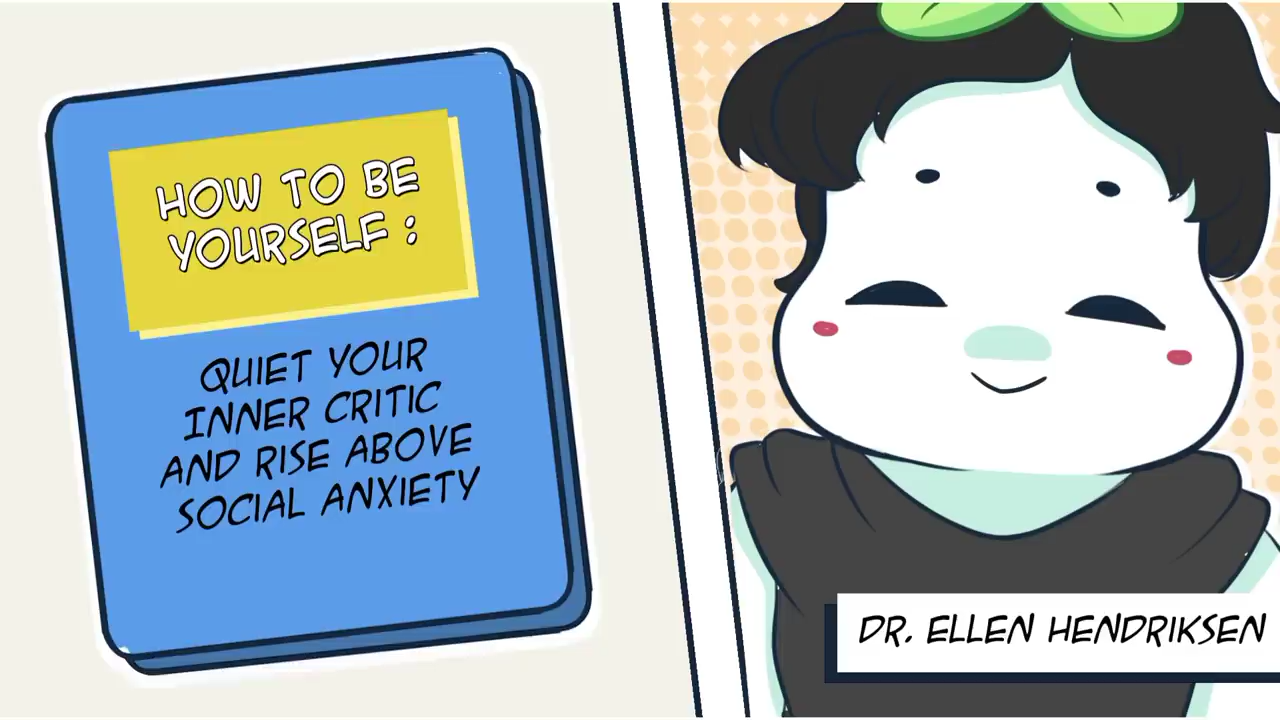 HOW TO BE
YOURSELF :
QUIET YOUR
INNER CRITIC
AND RISE ABOVE
SOCIAL ANXIETY
DR. ELLEN HENDRIKSEN